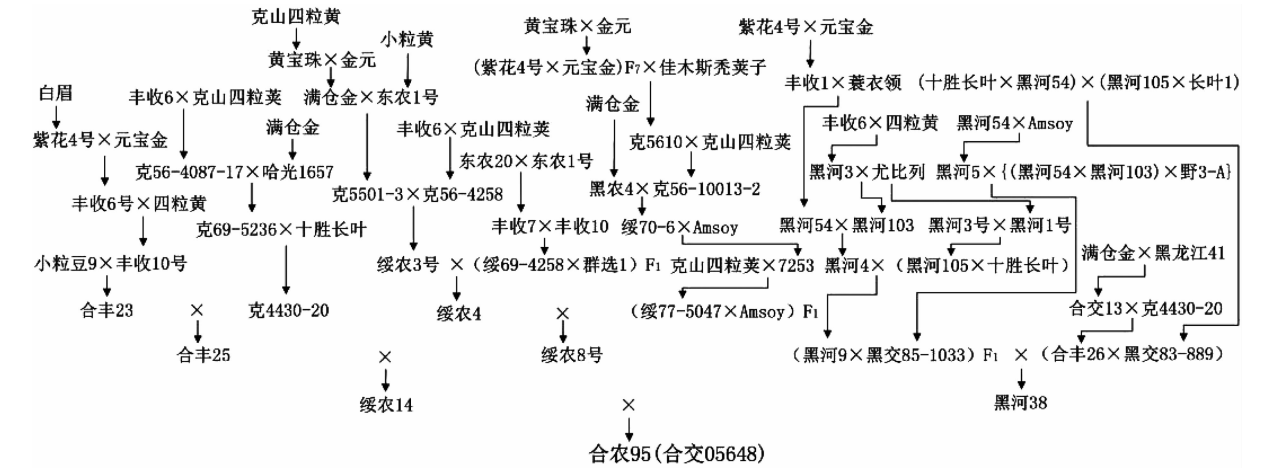 克山四粒黄 黄宝珠×金元 紫花4号×元宝金
小粒黄
黄宝珠×金元 (紫花4号×元宝金)F₇×佳木斯秃荚子
丰收1×蓑衣领 (十胜长叶×黑河54)×(黑河105×长叶1)
白眉 丰收6×克山四粒荚 满仓金×东农1号 满仓金
丰收6×四粒黄 黑河54×Amsoy
满仓金 丰收6×克山四粒荚
紫花4号×元宝金 克5610×克山四粒荚
东农20×东农1号
克56-4087-17×哈光1657 黑河3×尤比列 黑河5×{(黑河54×黑河103)×野3-A}
克5501-3×克56-4258 黑农4×克56-10013-2
丰收6号×四粒黄
克69-5236×十胜长叶 丰收7×丰收10 绥70-6×Amsoy 黑河54×黑河103 黑河3号×黑河1号
满仓金×黑龙江41
小粒豆9×丰收10号 绥农3号 ×(绥69-4258×群选1)F₁ 克山四粒荚×7253 黑河4×(黑河105×十胜长叶)
合丰23 × 克4430-20 绥农4 × (绥77-5047×Amsoy)F₁ 合交13×克4430-20
合丰25 × 绥农8号 (黑河9×黑交85-1033)F₁ × (合丰26×黑交83-889)
绥农14 × 黑河38
合农95(合交05648)